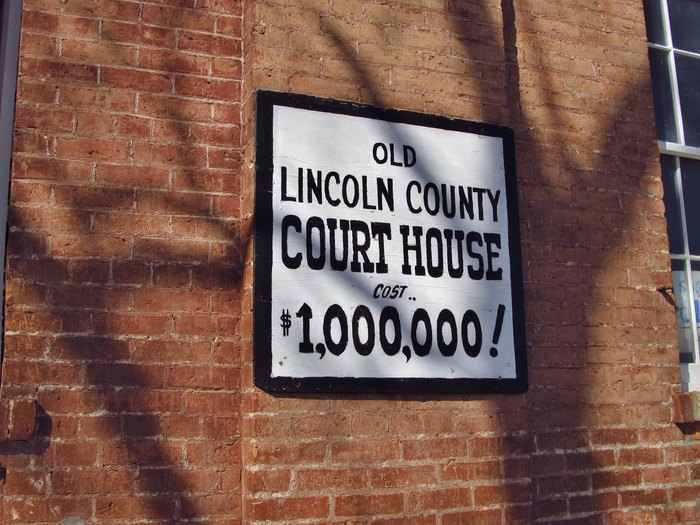 OLD
LINCOLN COUNTY
COURT HOUSE
COST..
$1,000,000!